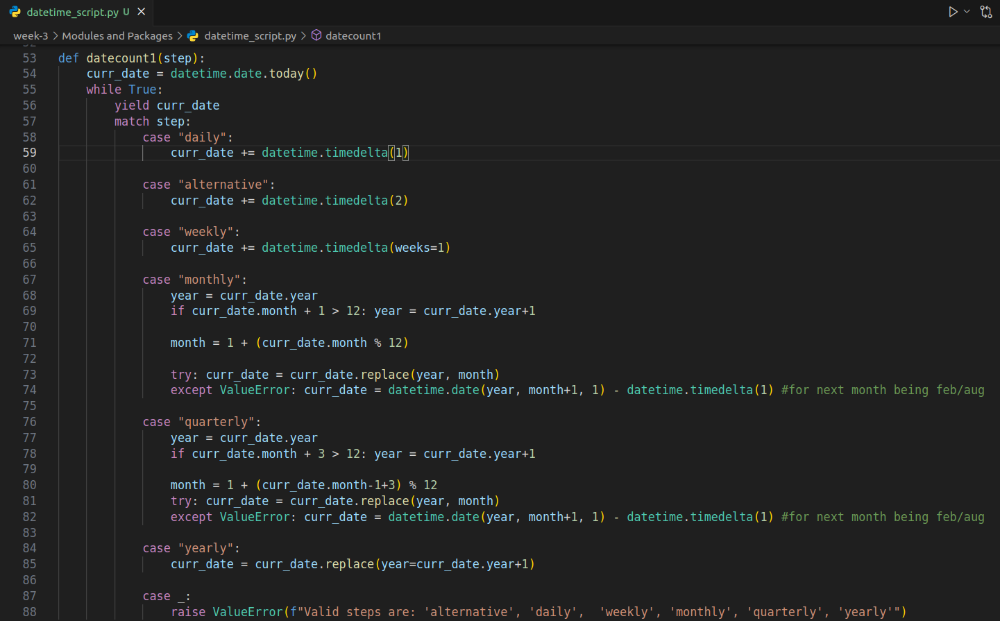 datetime_script.py U
week-3 > Modules and Packages > datetime_script.py > datecount1
52
53 def datecount1(step):
54     curr_date = datetime.date.today()
55     while True:
56         yield curr_date
57         match step:
58             case "daily":
59                 curr_date += datetime.timedelta(1)
60
61             case "alternative":
62                 curr_date += datetime.timedelta(2)
63
64             case "weekly":
65                 curr_date += datetime.timedelta(weeks=1)
66
67             case "monthly":
68                 year = curr_date.year
69                 if curr_date.month + 1 > 12: year = curr_date.year+1
70
71                 month = 1 + (curr_date.month % 12)
72
73                 try: curr_date = curr_date.replace(year, month)
74                 except ValueError: curr_date = datetime.date(year, month+1, 1) - datetime.timedelta(1) #for next month being feb/aug
75
76             case "quarterly":
77                 year = curr_date.year
78                 if curr_date.month + 3 > 12: year = curr_date.year+1
79
80                 month = 1 + (curr_date.month-1+3) % 12
81                 try: curr_date = curr_date.replace(year, month)
82                 except ValueError: curr_date = datetime.date(year, month+1, 1) - datetime.timedelta(1) #for next month being feb/aug
83
84             case "yearly":
85                 curr_date = curr_date.replace(year=curr_date.year+1)
86
87             case _:
88                 raise ValueError(f"Valid steps are: 'alternative', 'daily',  'weekly', 'monthly', 'quarterly', 'yearly'")